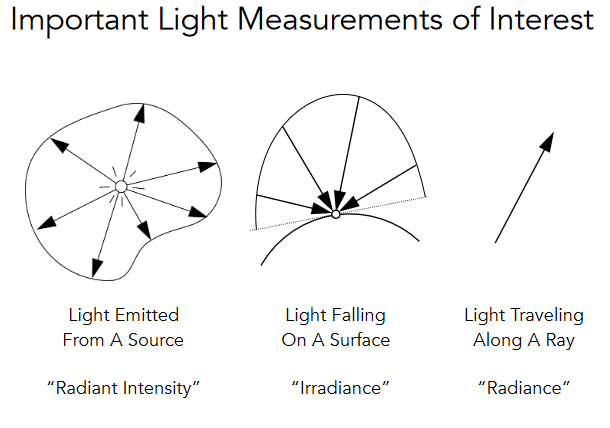 Important Light Measurements of Interest
Light Emitted
From A Source
"Radiant Intensity"
Light Falling
On A Surface
"Irradiance"
Light Traveling
Along A Ray
"Radiance"